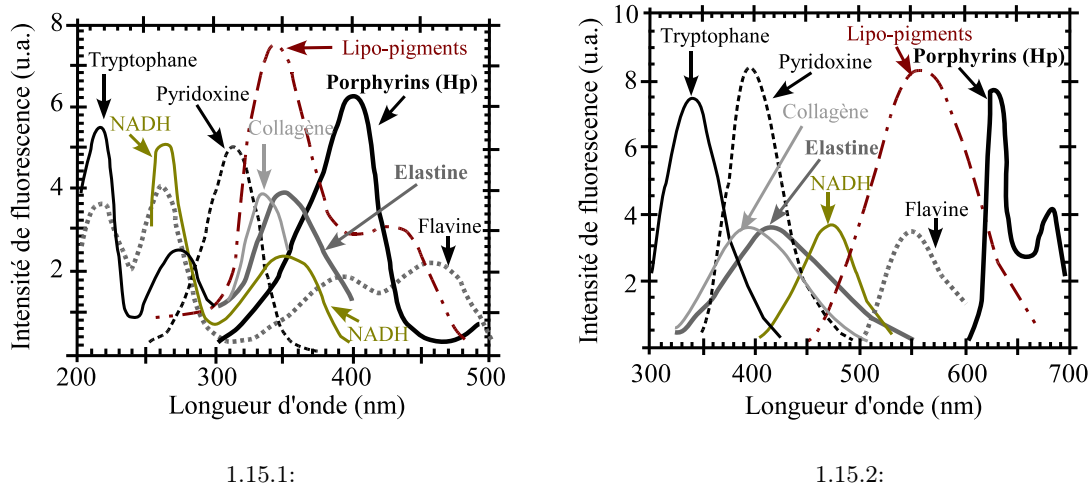 Intensité de fluorescence (u.a.)
8
6
4
2
Tryptophane
NADH
Pyridoxine
Collagène
Lipo-pigments
Porphyrins (Hp)
Elastine
Flavine
NADH
200 300 400 500
Longueur d'onde (nm)
1.15.1:
Intensité de fluorescence (u.a.)
10
8
6
4
2
Tryptophane
Pyridoxine
Lipo-pigments
Porphyrins (Hp)
Collagène
Elastine
NADH
Flavine
300 400 500 600 700
Longueur d'onde (nm)
1.15.2: